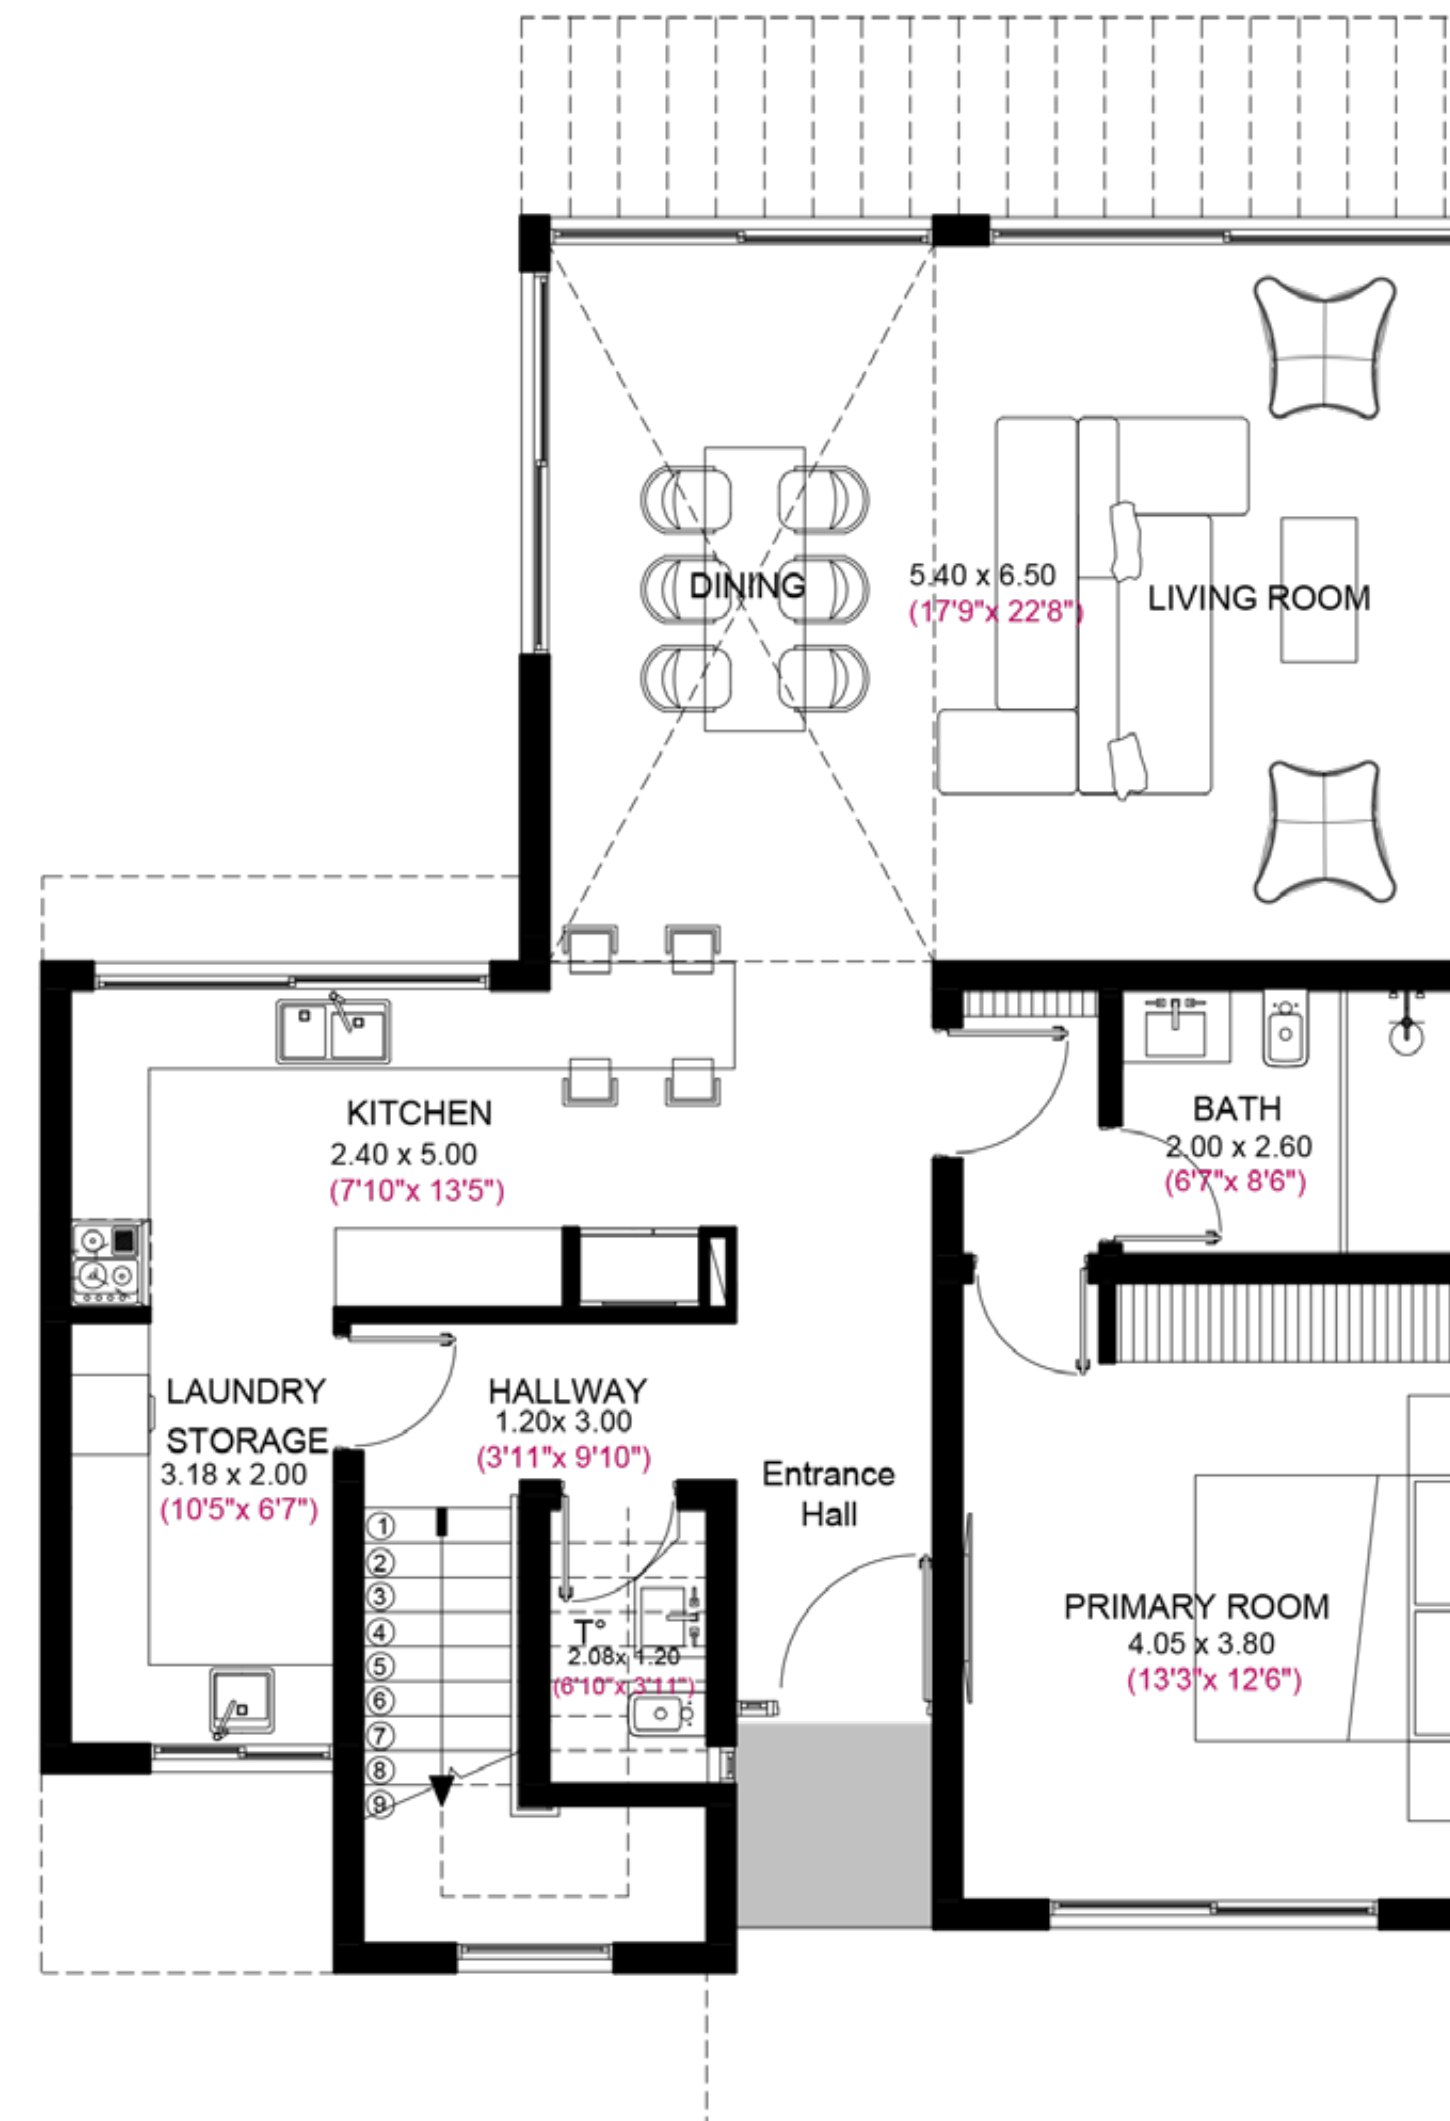 DINING
5.40 x 6.50
(17'9"x 22'8")
LIVING ROOM
KITCHEN
2.40 x 5.00
(7'10"x 13'5")
BATH
2.00 x 2.60
(6'7"x 8'6")
LAUNDRY
STORAGE
3.18 x 2.00
(10'5"x 6'7")
HALLWAY
1.20x 3.00
(3'11"x 9'10")
Entrance
Hall
1
2
3
4
5
6
7
8
9
T°
2.08x 1.20
(6'10"x 3'11")
PRIMARY ROOM
4.05 x 3.80
(13'3"x 12'6")